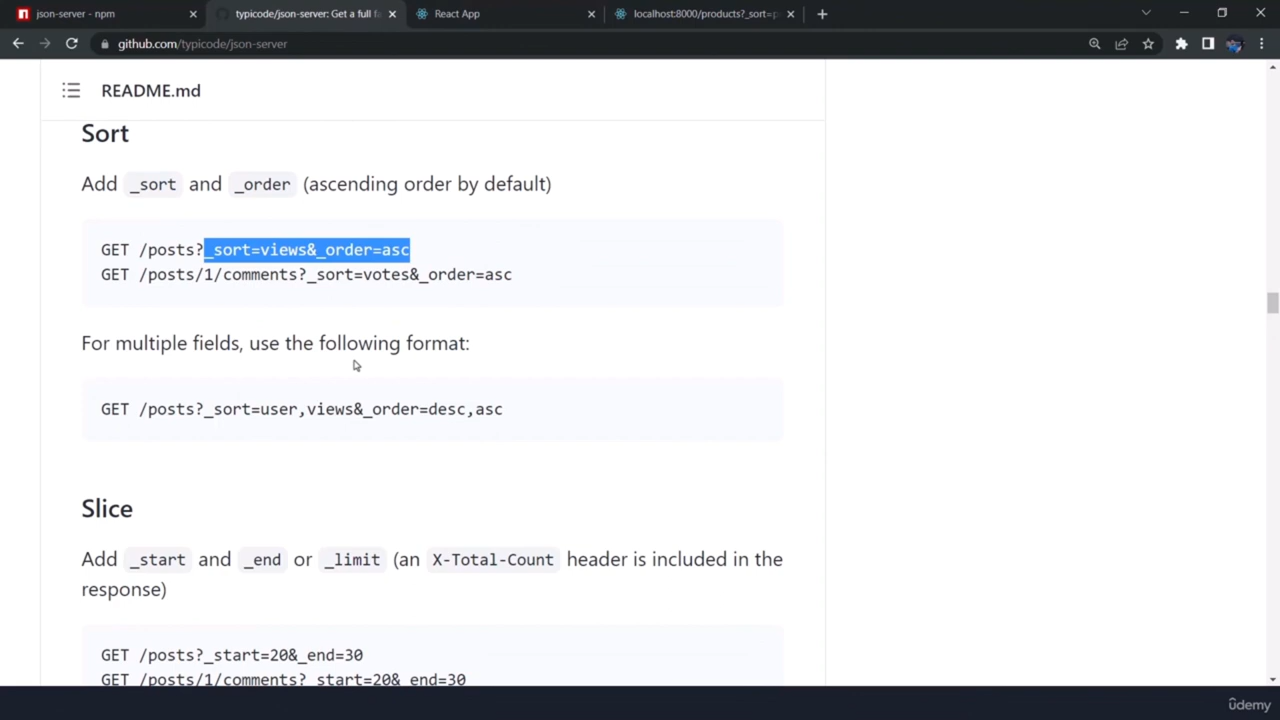 json-server - npm
typicode/json-server: Get a full fa
React App
localhost:8000/products?_sort=p
github.com/typicode/json-server
README.md
Sort
Add _sort and _order (ascending order by default)
GET /posts?_sort=views&_order=asc
GET /posts/1/comments?_sort=votes&_order=asc
For multiple fields, use the following format:
GET /posts?_sort=user,views&_order=desc,asc
Slice
Add _start and _end or _limit (an X-Total-Count header is included in the
response)
GET /posts?_start=20&_end=30
GET /posts/1/comments?_start=20&_end=30
ûdemy